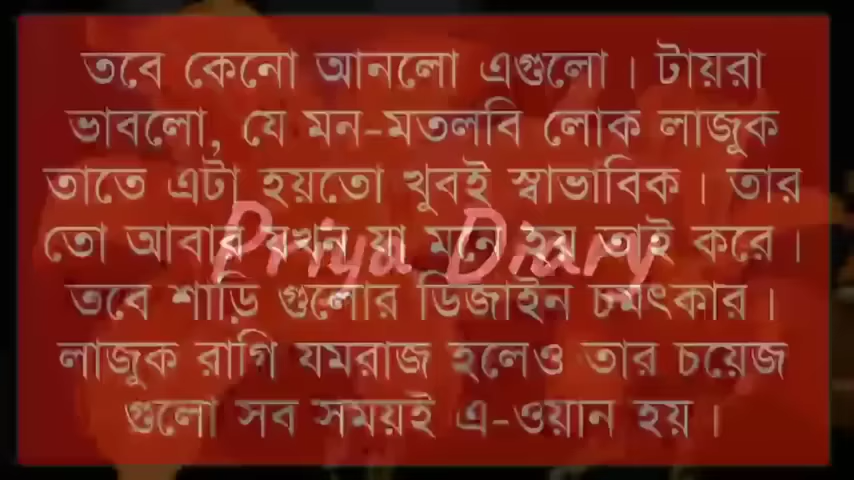 তবে কেনো আনলো এগুলো । টায়রা
ভাবলো, যে মন-মতলবি লোক লাজুক
তাতে এটা হয়তো খুবই স্বাভাবিক । তার
তো আবার যখন যা মনে হয় তাই করে ।
Priya Diary
তবে শাড়ি গুলোর ডিজাইন চমৎকার ।
লাজুক রাগি যমরাজ হলেও তার চয়েজ
গুলো সব সময়ই এ-ওয়ান হয় ।